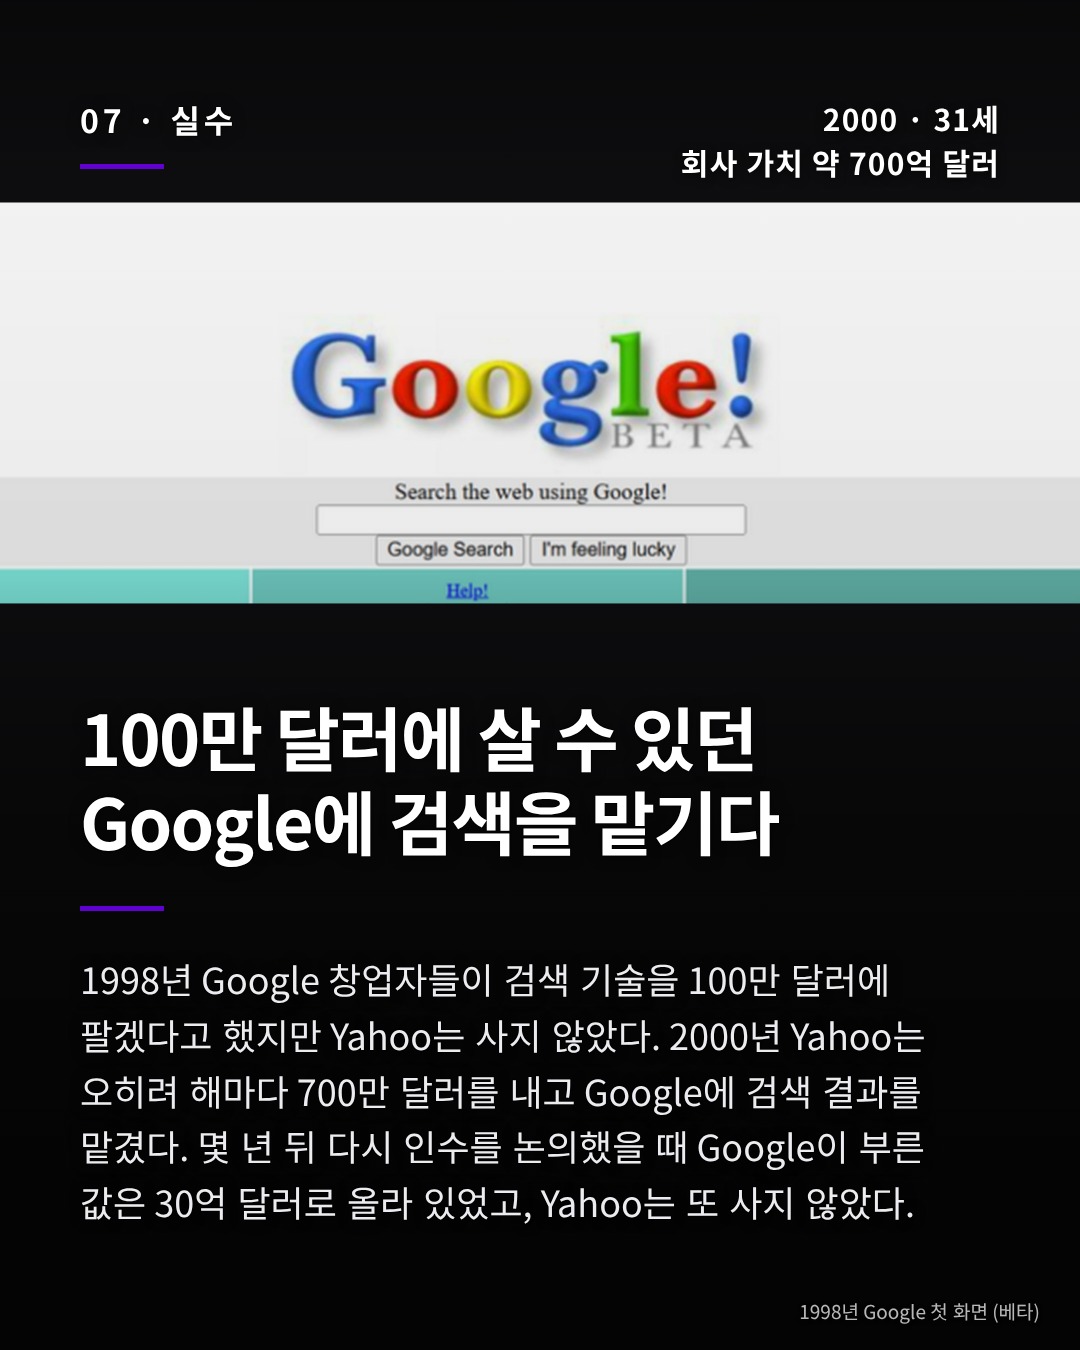 07 · 실수
2000 · 31세
회사 가치 약 700억 달러
Google!
BETA
Search the web using Google!
Google Search
I'm feeling lucky
Help!
100만 달러에 살 수 있던
Google에 검색을 맡기다
1998년 Google 창업자들이 검색 기술을 100만 달러에
팔겠다고 했지만 Yahoo는 사지 않았다. 2000년 Yahoo는
오히려 해마다 700만 달러를 내고 Google에 검색 결과를
맡겼다. 몇 년 뒤 다시 인수를 논의했을 때 Google이 부른
값은 30억 달러로 올라 있었고, Yahoo는 또 사지 않았다.
1998년 Google 첫 화면 (베타)